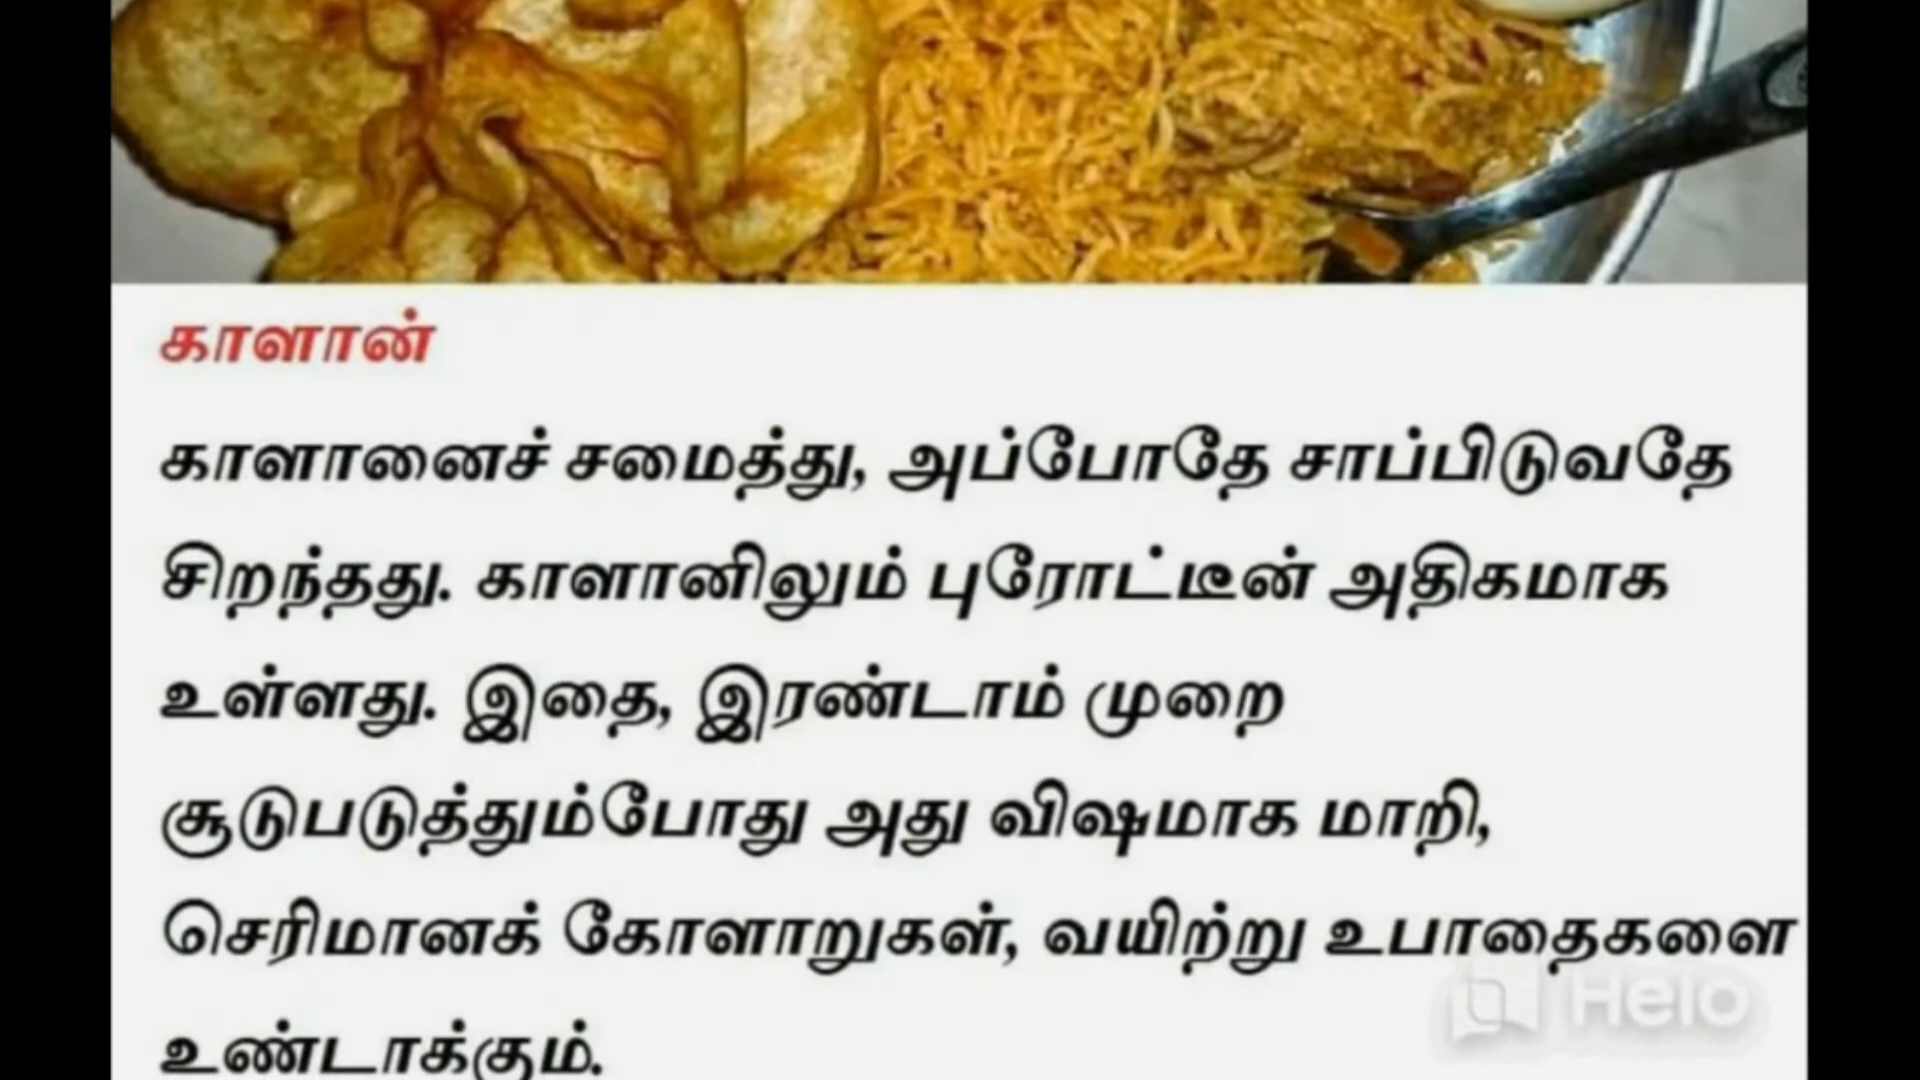 காளான்
காளானைச் சமைத்து, அப்போதே சாப்பிடுவதே
சிறந்தது. காளானிலும் புரோட்டீன் அதிகமாக
உள்ளது. இதை, இரண்டாம் முறை
சூடுபடுத்தும்போது அது விஷமாக மாறி,
செரிமானக் கோளாறுகள், வயிற்று உபாதைகளை
உண்டாக்கும்.
Helo